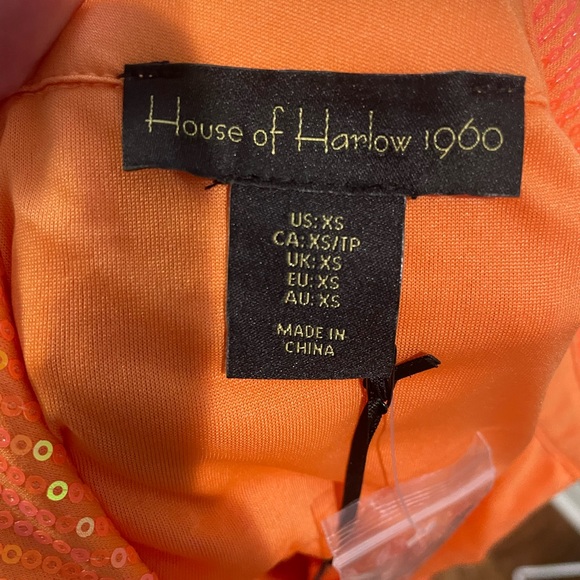 House of Harlow 1960
US: XS
CA: XS/TP
UK: XS
EU: XS
AU: XS
MADE IN
CHINA